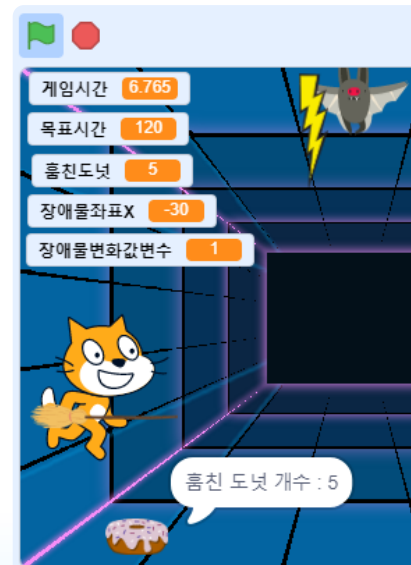 게임시간 6.765
목표시간 120
훔친도넛 5
장애물좌표X -30
장애물변화값변수 1
훔친 도넛 개수 : 5